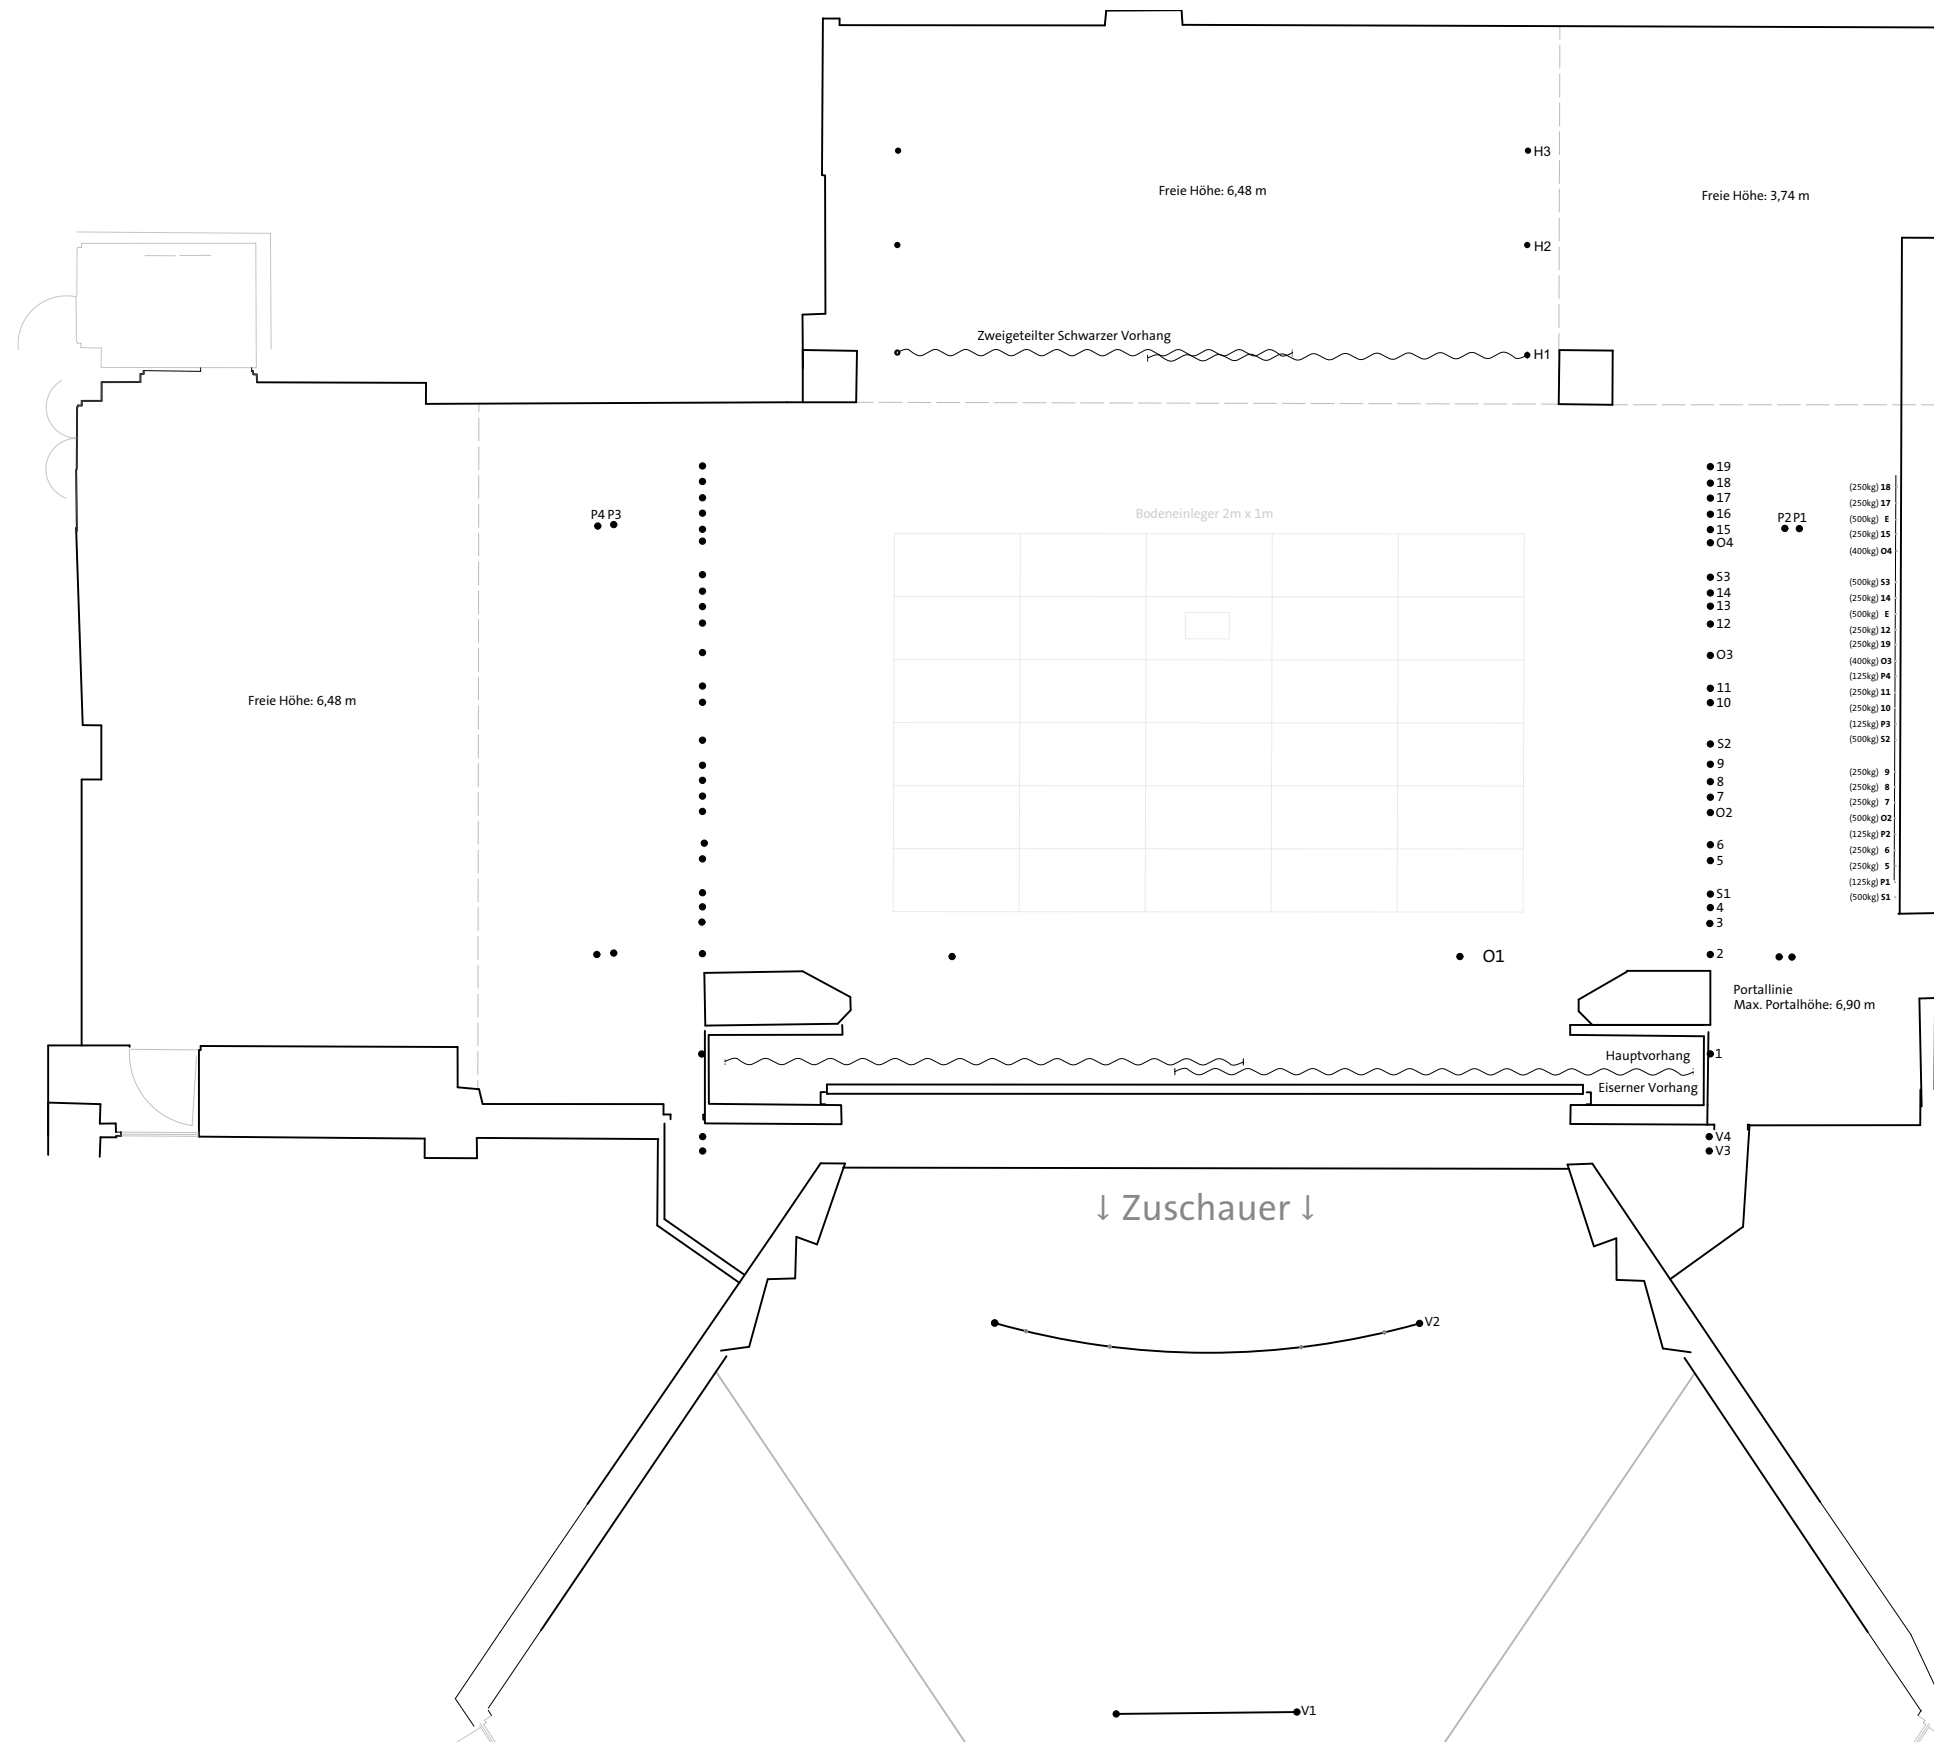 H3
Freie Höhe: 6,48 m
Freie Höhe: 3,74 m
H2
Zweigeteilter Schwarzer Vorhang
H1
19
18
17
16
15
O4
S3
14
13
12
O3
11
10
S2
9
8
7
O2
6
5
S1
4
3
2
P4 P3
P2 P1
Bodeneinleger 2m x 1m
Freie Höhe: 6,48 m
(250kg) 18
(250kg) 17
(500kg) E
(250kg) 15
(400kg) O4
(500kg) S3
(250kg) 14
(500kg) E
(250kg) 12
(250kg) 19
(400kg) O3
(125kg) P4
(250kg) 11
(250kg) 10
(125kg) P3
(500kg) S2
(250kg) 9
(250kg) 8
(250kg) 7
(500kg) O2
(125kg) P2
(250kg) 6
(250kg) 5
(125kg) P1
(500kg) S1
O1
Portallinie
Max. Portalhöhe: 6,90 m
Hauptvorhang
1
Eiserner Vorhang
V4
V3
↓ Zuschauer ↓
V2
V1